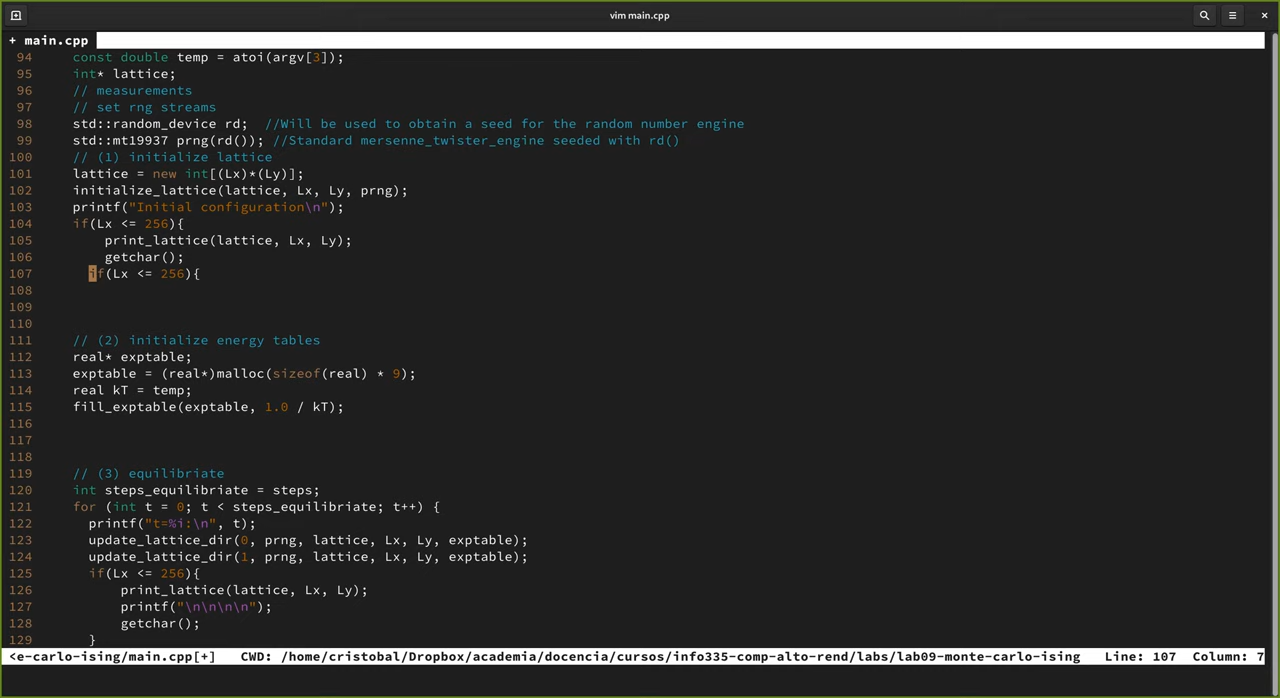 vim main.cpp
+ main.cpp
94     const double temp = atoi(argv[3]);
95     int* lattice;
96     // measurements
97     // set rng streams
98     std::random_device rd;  //Will be used to obtain a seed for the random number engine
99     std::mt19937 prng(rd()); //Standard mersenne_twister_engine seeded with rd()
100     // (1) initialize lattice
101     lattice = new int[(Lx)*(Ly)];
102     initialize_lattice(lattice, Lx, Ly, prng);
103     printf("Initial configuration\n");
104     if(Lx <= 256){
105         print_lattice(lattice, Lx, Ly);
106         getchar();
107       if(Lx <= 256){
108
109
110
111     // (2) initialize energy tables
112     real* exptable;
113     exptable = (real*)malloc(sizeof(real) * 9);
114     real kT = temp;
115     fill_exptable(exptable, 1.0 / kT);
116
117
118
119     // (3) equilibriate
120     int steps_equilibriate = steps;
121     for (int t = 0; t < steps_equilibriate; t++) {
122       printf("t=%i:\n", t);
123       update_lattice_dir(0, prng, lattice, Lx, Ly, exptable);
124       update_lattice_dir(1, prng, lattice, Lx, Ly, exptable);
125       if(Lx <= 256){
126           print_lattice(lattice, Lx, Ly);
127           printf("\n\n\n\n");
128           getchar();
129       }
<e-carlo-ising/main.cpp[+]   CWD: /home/cristobal/Dropbox/academia/docencia/cursos/info335-comp-alto-rend/labs/lab09-monte-carlo-ising   Line: 107  Column: 7